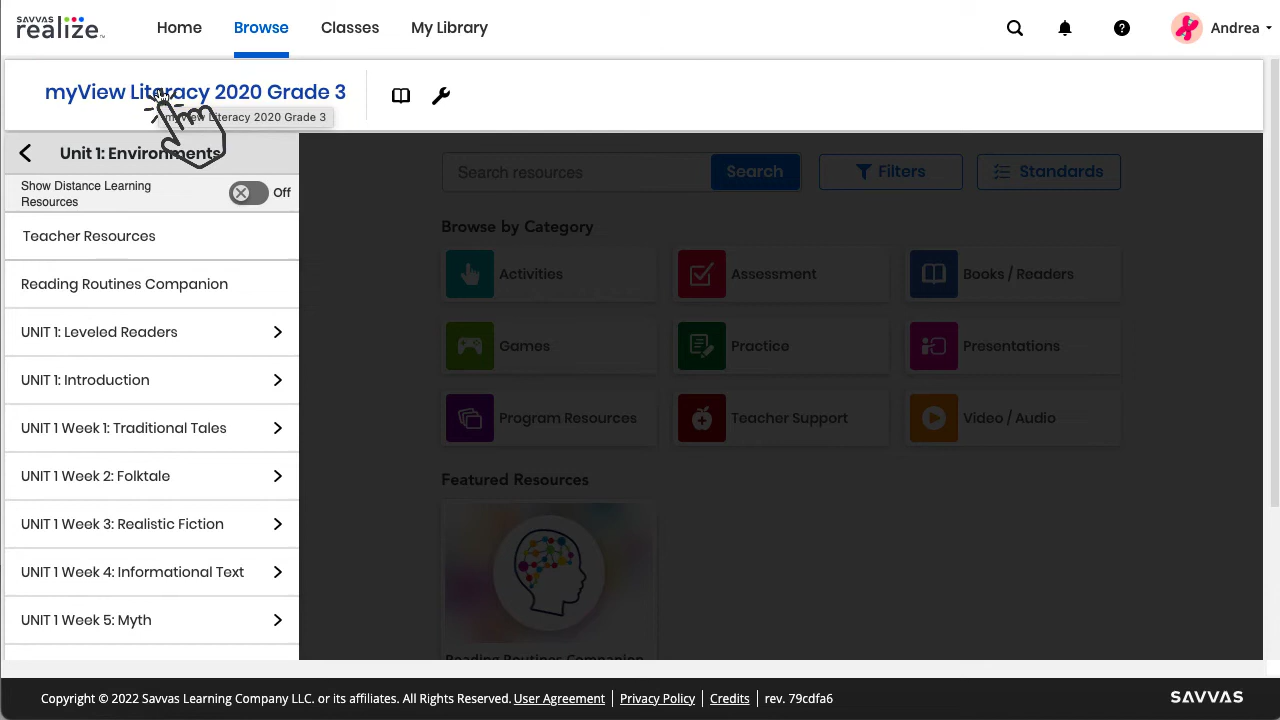 SAVVAS
realize™
Home
Browse
Classes
My Library
Andrea
myView Literacy 2020 Grade 3
myView Literacy 2020 Grade 3
Unit 1: Environments
Show Distance Learning
Resources
Off
Teacher Resources
Reading Routines Companion
UNIT 1: Leveled Readers
UNIT 1: Introduction
UNIT 1 Week 1: Traditional Tales
UNIT 1 Week 2: Folktale
UNIT 1 Week 3: Realistic Fiction
UNIT 1 Week 4: Informational Text
UNIT 1 Week 5: Myth
Search resources
Search
Filters
Standards
Browse by Category
Activities
Assessment
Books / Readers
Games
Practice
Presentations
Program Resources
Teacher Support
Video / Audio
Featured Resources
Reading Routines Companion
Copyright © 2022 Savvas Learning Company LLC. or its affiliates. All Rights Reserved. User Agreement | Privacy Policy | Credits | rev. 79cdfa6
SAVVAS